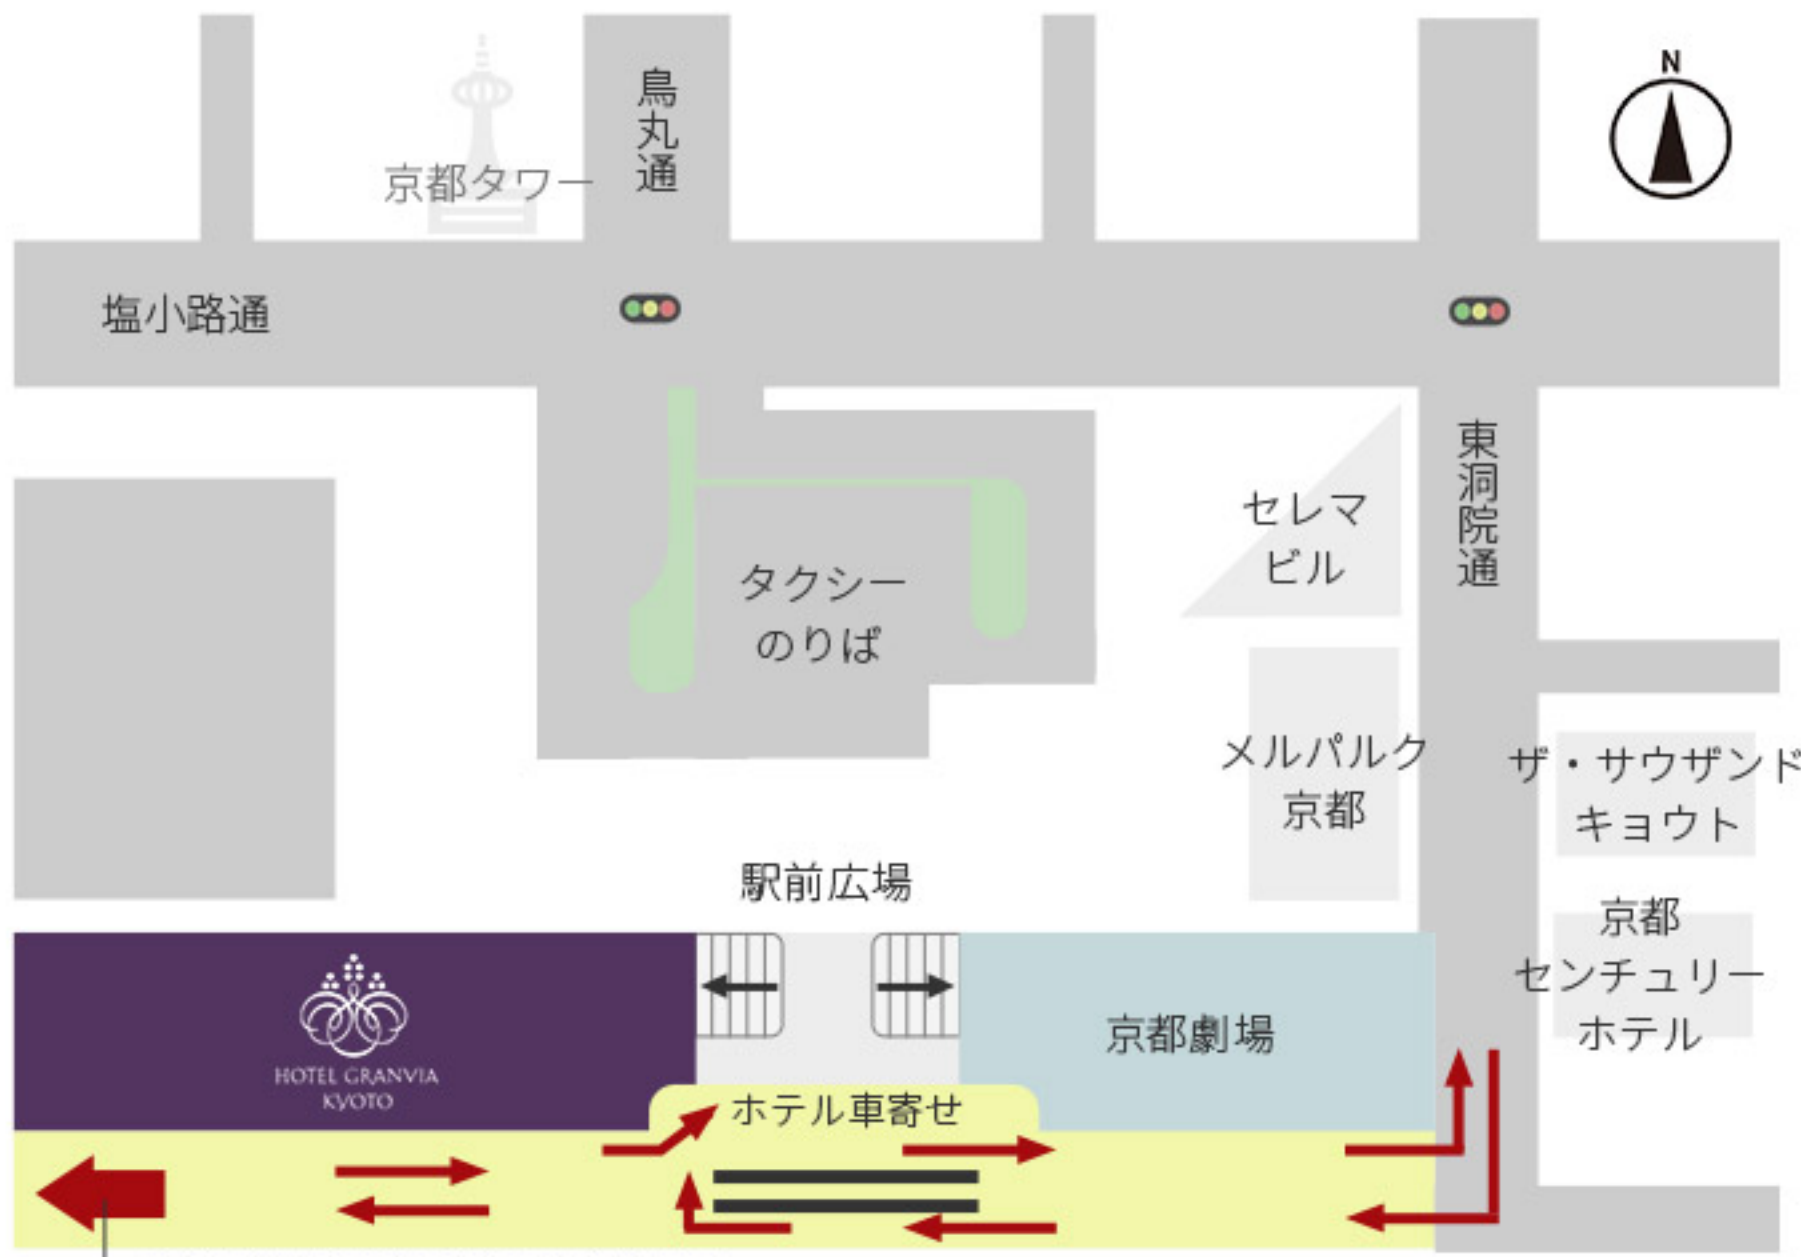 N
烏丸通
京都タワー
塩小路通
東洞院通
セレマ
ビル
タクシー
のりば
メルパルク
京都
ザ・サウザンド
キョウト
駅前広場
京都
センチュリー
ホテル
京都劇場
HOTEL GRANVIA
KYOTO
ホテル車寄せ